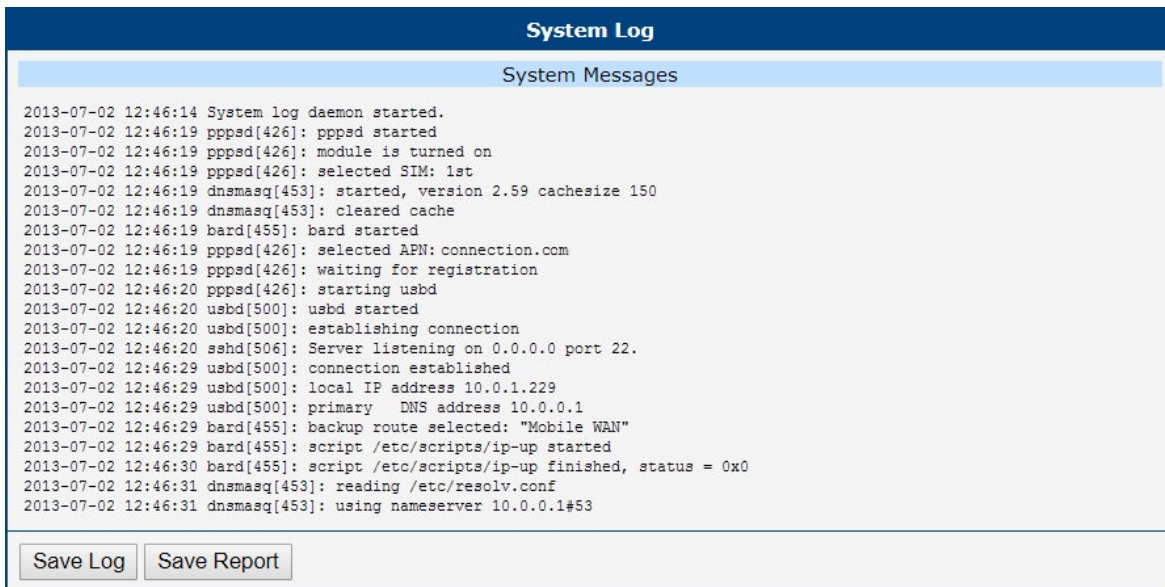 System Log
System Messages
2013-07-02 12:46:14 System log daemon started.
2013-07-02 12:46:19 pppsd[426]: pppsd started
2013-07-02 12:46:19 pppsd[426]: module is turned on
2013-07-02 12:46:19 pppsd[426]: selected SIM: 1st
2013-07-02 12:46:19 dnsmasq[453]: started, version 2.59 cachesize 150
2013-07-02 12:46:19 dnsmasq[453]: cleared cache
2013-07-02 12:46:19 bard[455]: bard started
2013-07-02 12:46:19 pppsd[426]: selected APN: connection.com
2013-07-02 12:46:19 pppsd[426]: waiting for registration
2013-07-02 12:46:20 pppsd[426]: starting usbd
2013-07-02 12:46:20 usbd[500]: usbd started
2013-07-02 12:46:20 usbd[500]: establishing connection
2013-07-02 12:46:20 sshd[506]: Server listening on 0.0.0.0 port 22.
2013-07-02 12:46:29 usbd[500]: connection established
2013-07-02 12:46:29 usbd[500]: local IP address 10.0.1.229
2013-07-02 12:46:29 usbd[500]: primary   DNS address 10.0.0.1
2013-07-02 12:46:29 bard[455]: backup route selected: "Mobile WAN"
2013-07-02 12:46:29 bard[455]: script /etc/scripts/ip-up started
2013-07-02 12:46:30 bard[455]: script /etc/scripts/ip-up finished, status = 0x0
2013-07-02 12:46:31 dnsmasq[453]: reading /etc/resolv.conf
2013-07-02 12:46:31 dnsmasq[453]: using nameserver 10.0.0.1#53
Save Log Save Report